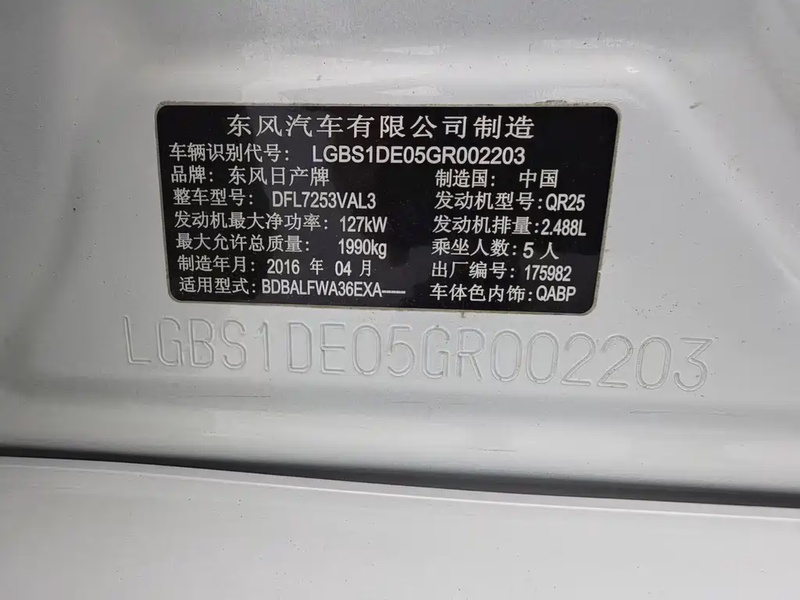 东风汽车有限公司制造
车辆识别代号: LGBS1DE05GR002203
品牌: 东风日产牌 制造国: 中国
整车型号: DFL7253VAL3 发动机型号: QR25
发动机最大净功率: 127kW 发动机排量: 2.488L
最大允许总质量: 1990kg 乘坐人数: 5 人
制造年月: 2016 年 04 月 出厂编号: 175982
适用型式: BDBALFWA36EXA—— 车体色内饰: QABP
LGBS1DE05GR002203